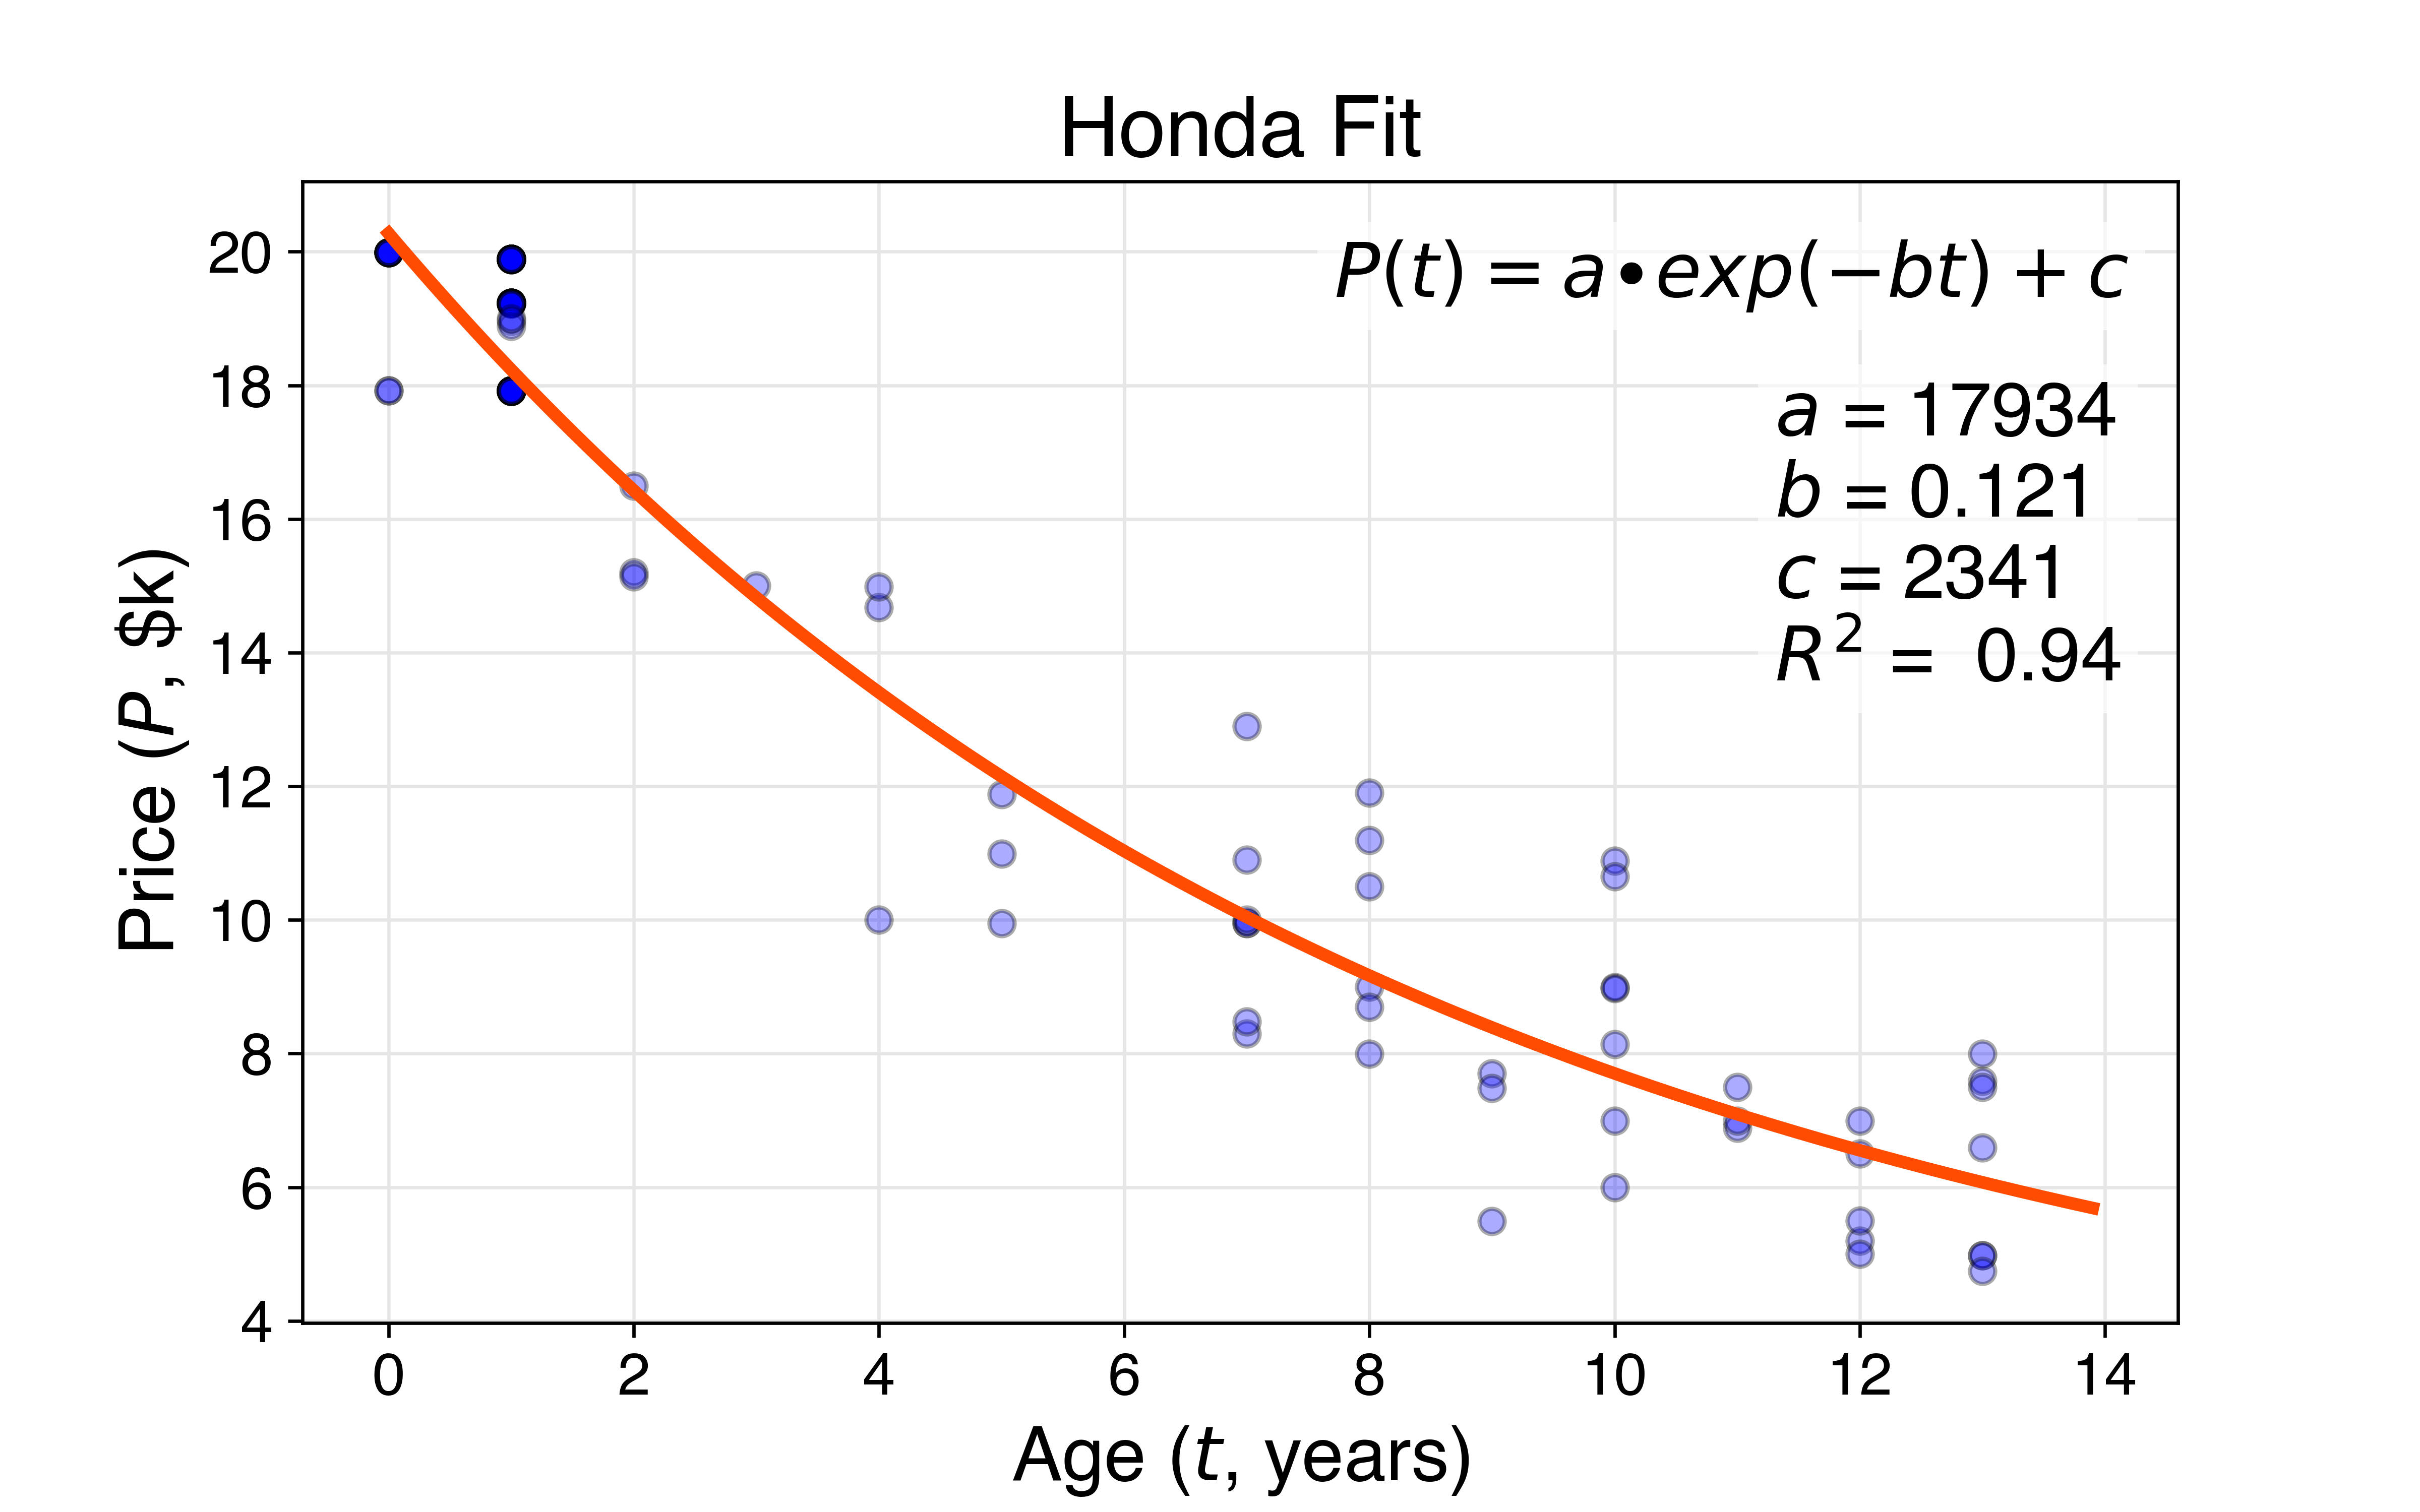 Honda Fit
P(t) = a•exp(−bt) + c
a = 17934
b = 0.121
c = 2341
R² = 0.94
Price (P, $k)
20
18
16
14
12
10
8
6
4
0 2 4 6 8 10 12 14
Age (t, years)